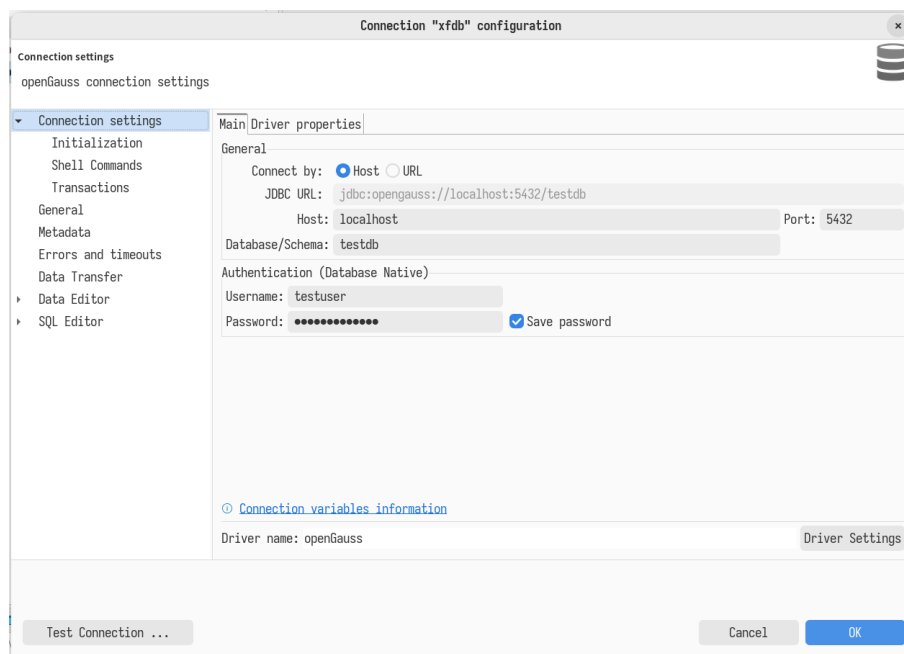 Connection "xfdb" configuration
Connection settings
openGauss connection settings
Connection settings
Initialization
Shell Commands
Transactions
General
Metadata
Errors and timeouts
Data Transfer
Data Editor
SQL Editor
Main Driver properties
General
Connect by: Host URL
JDBC URL: jdbc:opengauss://localhost:5432/testdb
Host: localhost Port: 5432
Database/Schema: testdb
Authentication (Database Native)
Username: testuser
Password: •••••••••••••
Save password
Connection variables information
Driver name: openGauss Driver Settings
Test Connection ... Cancel OK